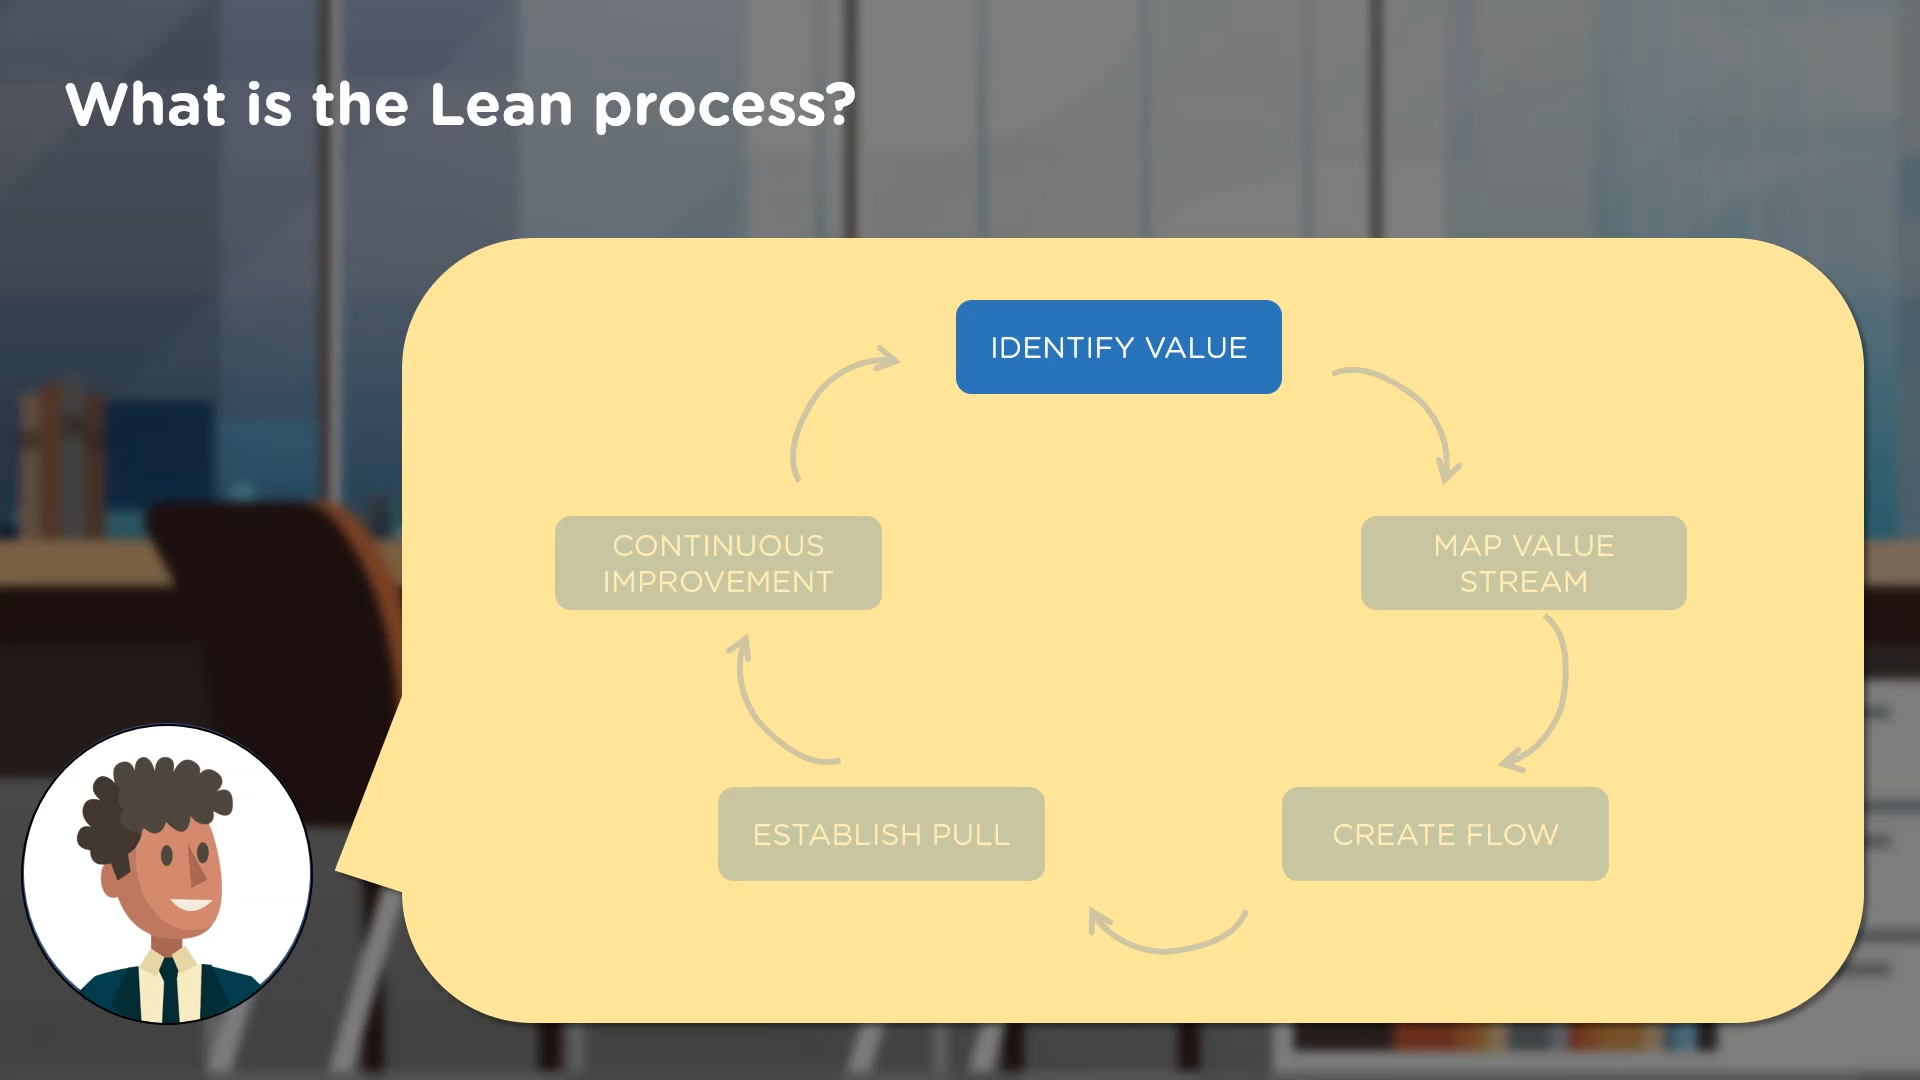 What is the Lean process?
IDENTIFY VALUE
MAP VALUE
STREAM
CREATE FLOW
ESTABLISH PULL
CONTINUOUS
IMPROVEMENT